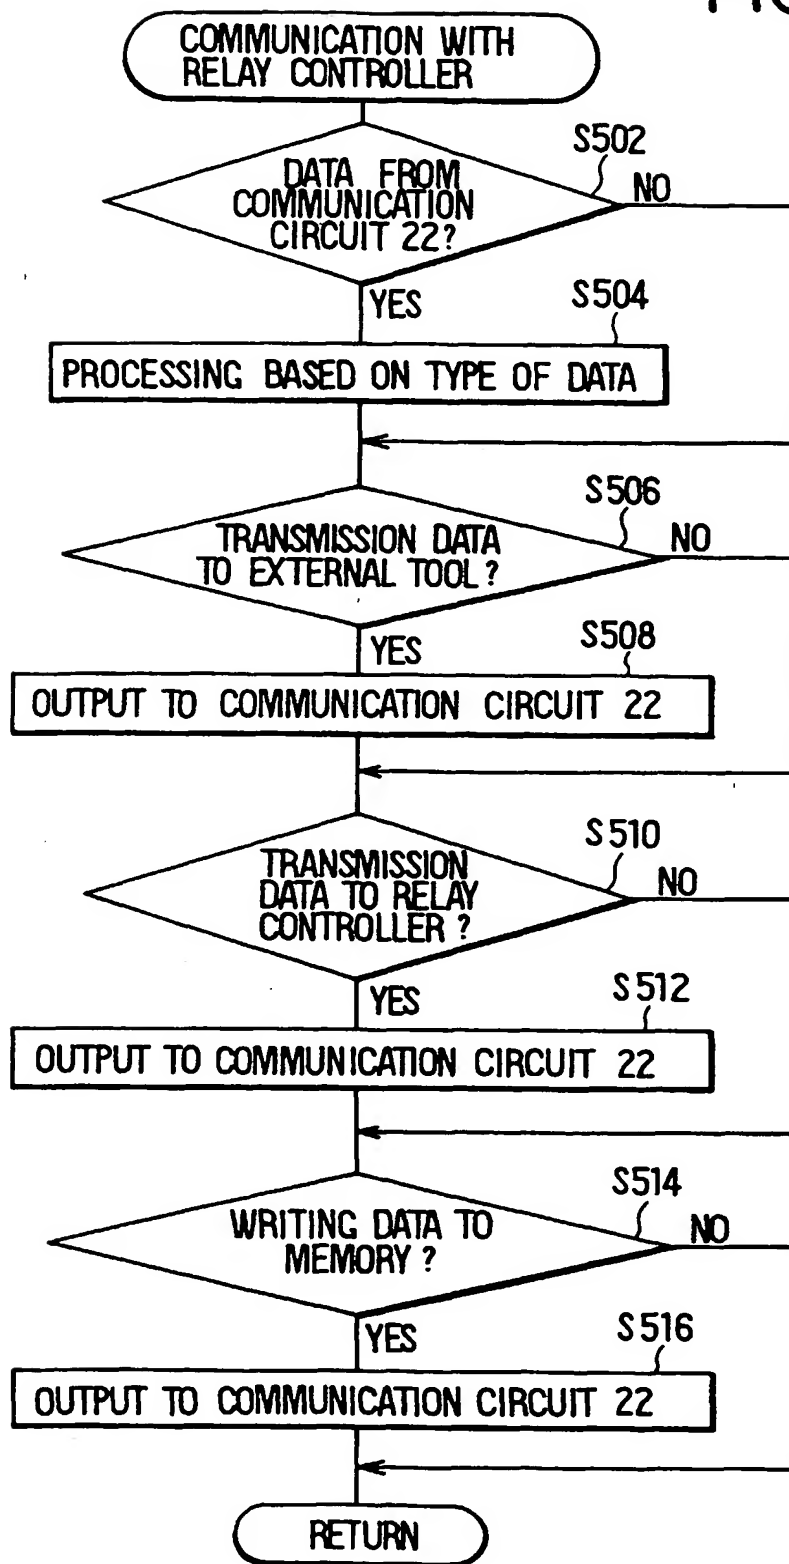 COMMUNICATION WITH
RELAY CONTROLLER
S502
DATA FROM
COMMUNICATION
CIRCUIT 22?
NO
YES
S504
PROCESSING BASED ON TYPE OF DATA
S506
TRANSMISSION DATA
TO EXTERNAL TOOL?
NO
YES
S508
OUTPUT TO COMMUNICATION CIRCUIT 22
S510
TRANSMISSION
DATA TO RELAY
CONTROLLER?
NO
YES
S512
OUTPUT TO COMMUNICATION CIRCUIT 22
S514
WRITING DATA TO
MEMORY?
NO
YES
S516
OUTPUT TO COMMUNICATION CIRCUIT 22
RETURN